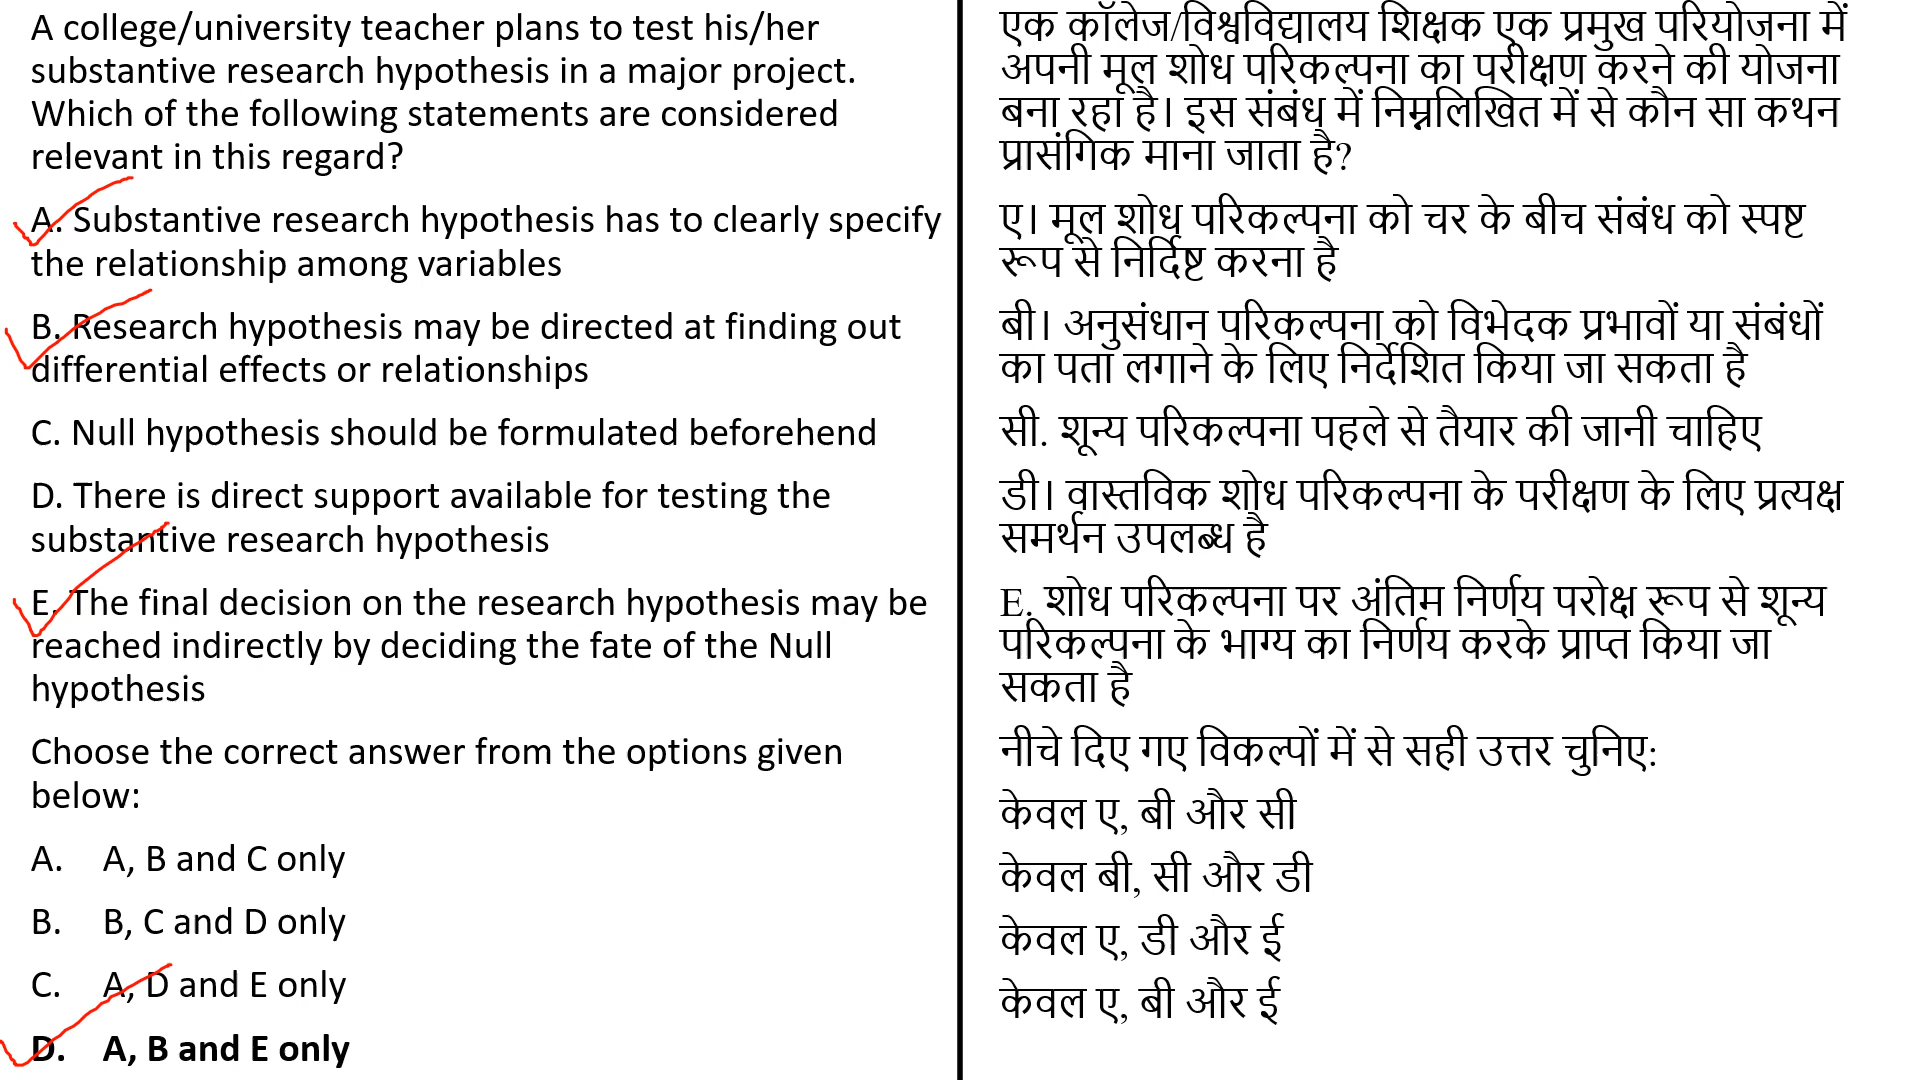 A college/university teacher plans to test his/her
substantive research hypothesis in a major project.
Which of the following statements are considered
relevant in this regard?
A. Substantive research hypothesis has to clearly specify
the relationship among variables
B. Research hypothesis may be directed at finding out
differential effects or relationships
C. Null hypothesis should be formulated beforehend
D. There is direct support available for testing the
substantive research hypothesis
E. The final decision on the research hypothesis may be
reached indirectly by deciding the fate of the Null
hypothesis
Choose the correct answer from the options given
below:
A. A, B and C only
B. B, C and D only
C. A, D and E only
D. A, B and E only
एक कॉलेज/विश्वविद्यालय शिक्षक एक प्रमुख परियोजना में
अपनी मूल शोध परिकल्पना का परीक्षण करने की योजना
बना रहा है। इस संबंध में निम्नलिखित में से कौन सा कथन
प्रासंगिक माना जाता है?
ए। मूल शोध परिकल्पना को चर के बीच संबंध को स्पष्ट
रूप से निर्दिष्ट करना है
बी। अनुसंधान परिकल्पना को विभेदक प्रभावों या संबंधों
का पता लगाने के लिए निर्देशित किया जा सकता है
सी. शून्य परिकल्पना पहले से तैयार की जानी चाहिए
डी। वास्तविक शोध परिकल्पना के परीक्षण के लिए प्रत्यक्ष
समर्थन उपलब्ध है
E. शोध परिकल्पना पर अंतिम निर्णय परोक्ष रूप से शून्य
परिकल्पना के भाग्य का निर्णय करके प्राप्त किया जा
सकता है
नीचे दिए गए विकल्पों में से सही उत्तर चुनिए:
केवल ए, बी और सी
केवल बी, सी और डी
केवल ए, डी और ई
केवल ए, बी और ई